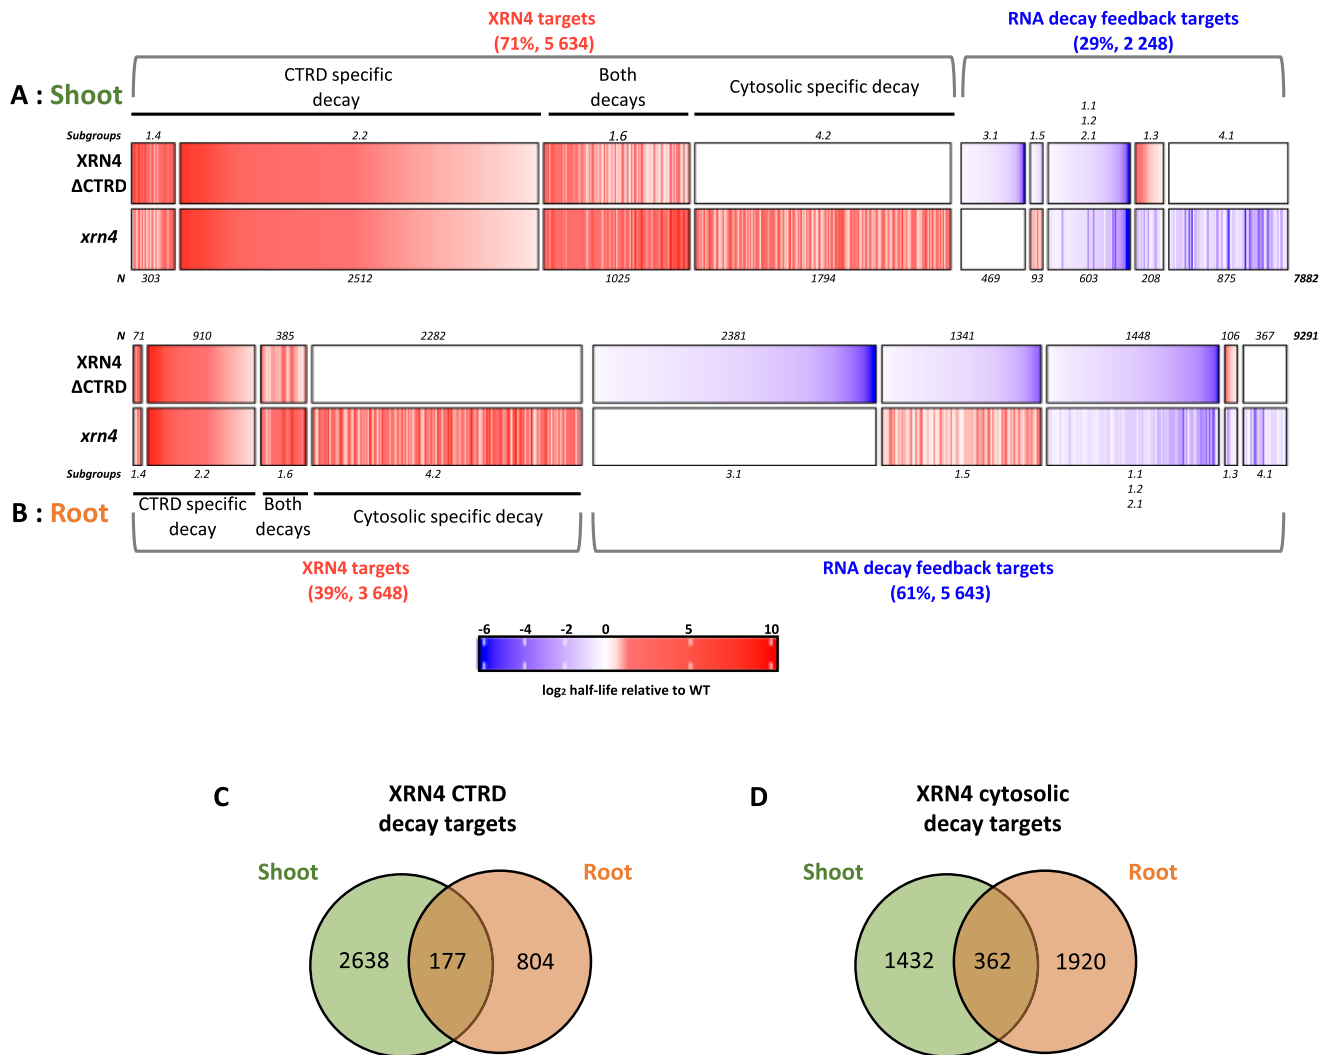 XRN4 targets
(71%, 5 634)
RNA decay feedback targets
(29%, 2 248)
A : Shoot
CTRD specific
decay
Both
decays
Cytosolic specific decay
1.1
1.2
Subgroups 1.4 2.2 1.6 4.2 3.1 1.5 2.1 1.3 4.1
XRN4
ΔCTRD
xrn4
N 303 2512 1025 1794 469 93 603 208 875 7882
N 71 910 385 2282 2381 1341 1448 106 367 9291
XRN4
ΔCTRD
xrn4
Subgroups 1.4 2.2 1.6 4.2 3.1 1.5 1.1 1.3 4.1
1.2
2.1
B : Root
CTRD specific
decay
Both
decays
Cytosolic specific decay
XRN4 targets
(39%, 3 648)
RNA decay feedback targets
(61%, 5 643)
-6 -4 -2 0 5 10
log₂ half-life relative to WT
C
XRN4 CTRD
decay targets
Shoot Root
2638 177 804
D
XRN4 cytosolic
decay targets
Shoot Root
1432 362 1920